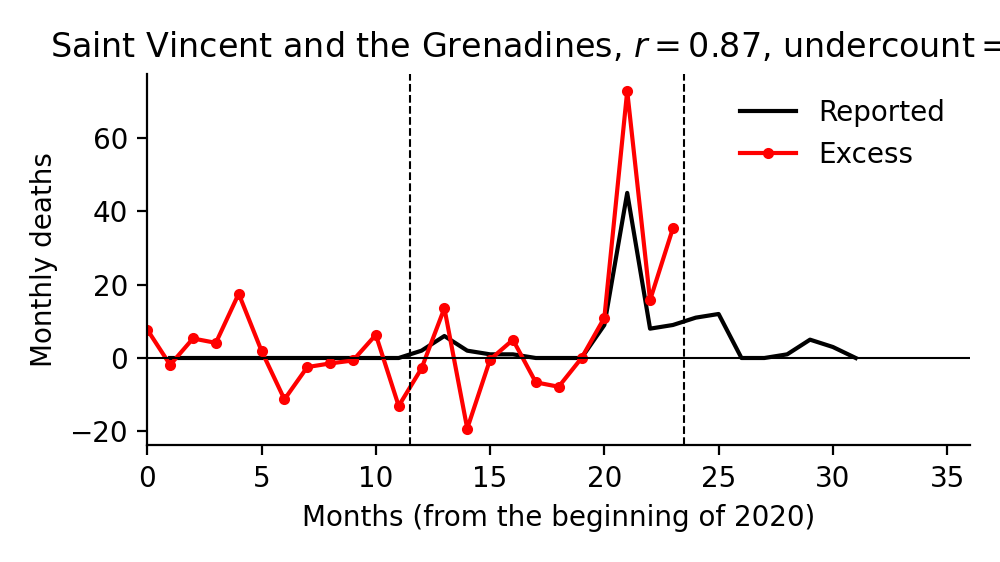 Saint Vincent and the Grenadines, r = 0.87, undercount =
Reported
Excess
Monthly deaths
60
40
20
0
−20
0 5 10 15 20 25 30 35
Months (from the beginning of 2020)